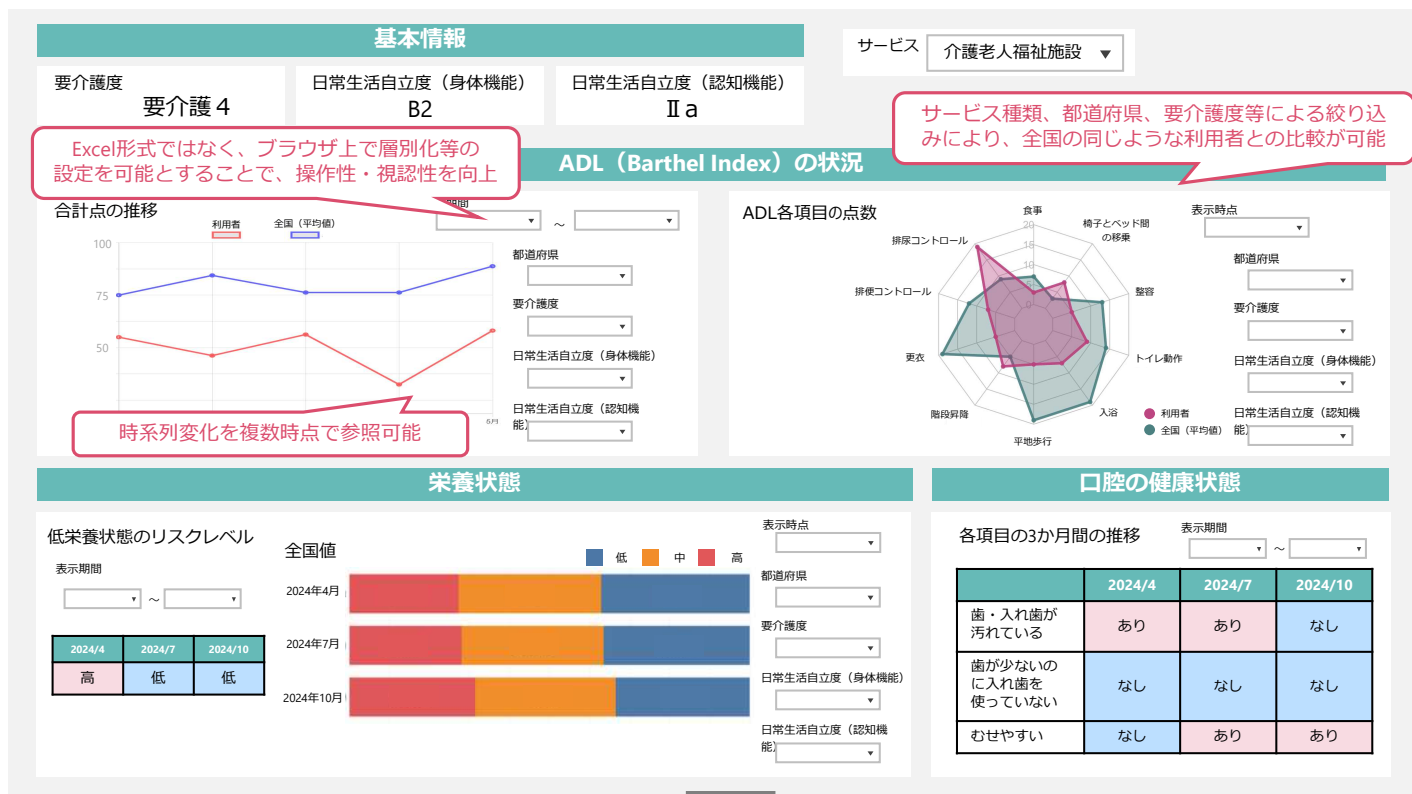 基本情報
サービス
介護老人福祉施設
要介護度
要介護４
日常生活自立度（身体機能）
B2
日常生活自立度（認知機能）
Ⅱa
Excel形式ではなく、ブラウザ上で層別化等の
設定を可能とすることで、操作性・視認性を向上
サービス種類、都道府県、要介護度等による絞り込
みにより、全国の同じような利用者との比較が可能
ADL（Barthel Index）の状況
合計点の推移
利用者
全国（平均値）
期間
～
100
75
50
都道府県
要介護度
日常生活自立度（身体機能）
日常生活自立度（認知機
能）
6月
時系列変化を複数時点で参照可能
ADL各項目の点数
食事
椅子とベッド間
の移乗
整容
トイレ動作
入浴
平地歩行
階段昇降
更衣
排便コントロール
排尿コントロール
20
15
10
5
0
利用者
全国（平均値）
表示時点
都道府県
要介護度
日常生活自立度（身体機能）
日常生活自立度（認知機
能）
栄養状態
低栄養状態のリスクレベル
表示期間
～
2024/4 2024/7 2024/10
高 低 低
全国値
低 中 高
2024年4月
2024年7月
2024年10月
表示時点
都道府県
要介護度
日常生活自立度（身体機能）
日常生活自立度（認知機
能）
口腔の健康状態
各項目の3か月間の推移
表示期間
～
2024/4 2024/7 2024/10
歯・入れ歯が
汚れている
あり あり なし
歯が少ないの
に入れ歯を
使っていない
なし なし なし
むせやすい
なし あり あり